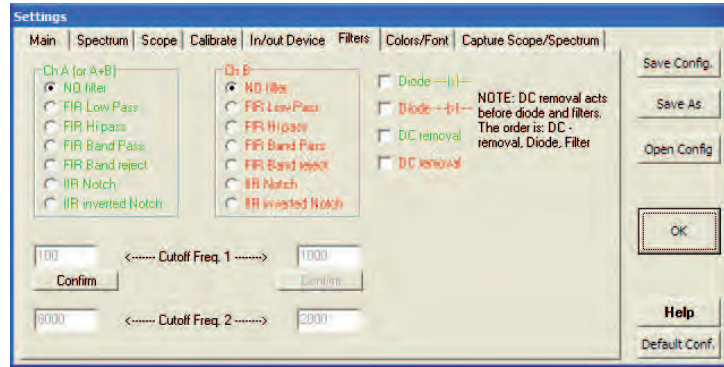 Settings
Main Spectrum Scope Calibrate In/out Device Filters Colors/Font Capture Scope/Spectrum
Ch A (or A+B)
NO filter
FIR Low Pass
FIR Hi pass
FIR Band Pass
FIR Band reject
IIR Notch
IIR inverted Notch
Ch B
NO filter
FIR Low Pass
FIR Hi pass
FIR Band Pass
FIR Band reject
IIR Notch
IIR inverted Notch
Diode
Diode
DC removal
DC removal
NOTE: DC removal acts
before diode and filters.
The order is: DC -
removal, Diode, Filter
100 <------ Cutoff Freq. 1 --------> 1000
Confirm Confirm
6000 <------ Cutoff Freq. 2 --------> 2000
Save Config.
Save As
Open Config
OK
Help
Default Conf.